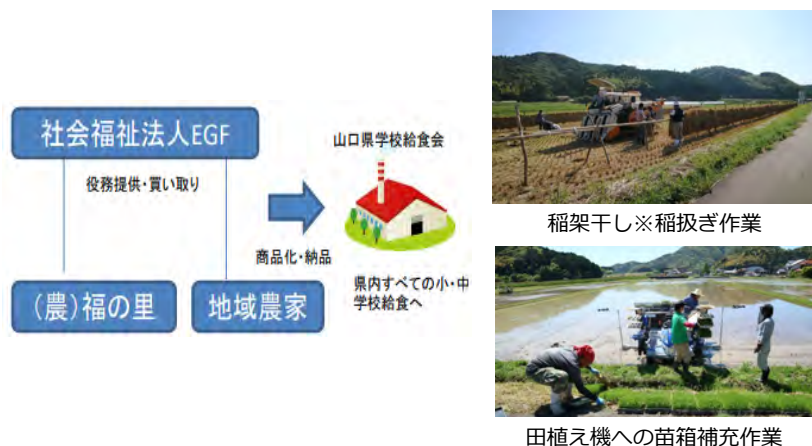 社会福祉法人EGF
役務提供・買い取り
(農)福の里
地域農家
商品化・納品
山口県学校給食会
県内すべての小・中
学校給食へ
稲架干し※稲扱ぎ作業
田植え機への苗箱補充作業